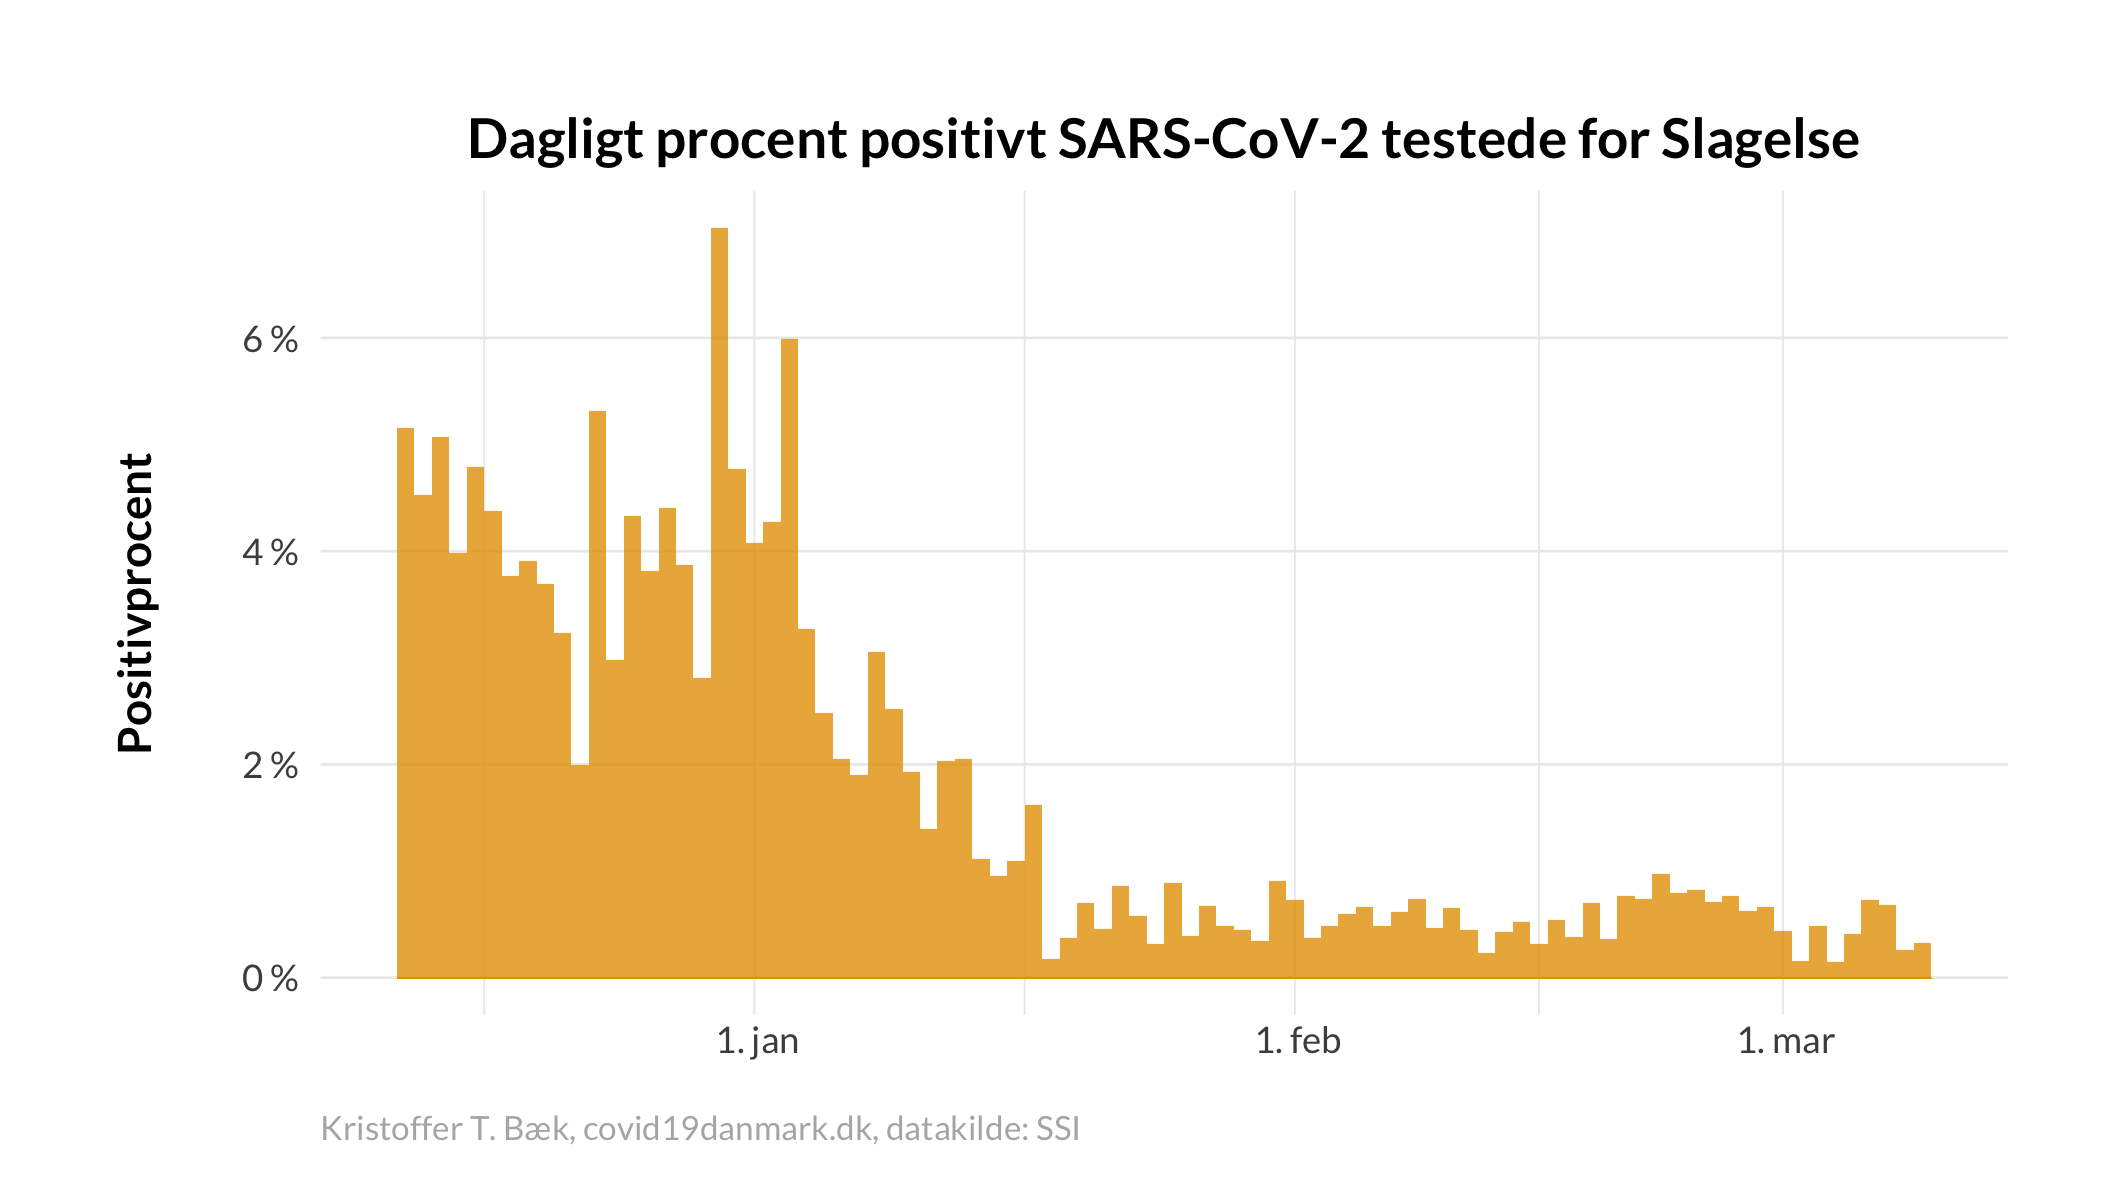 Dagligt procent positivt SARS-CoV-2 testede for Slagelse
Positivprocent
6 %
4 %
2 %
0 %
1. jan
1. feb
1. mar
Kristoffer T. Bæk, covid19danmark.dk, datakilde: SSI